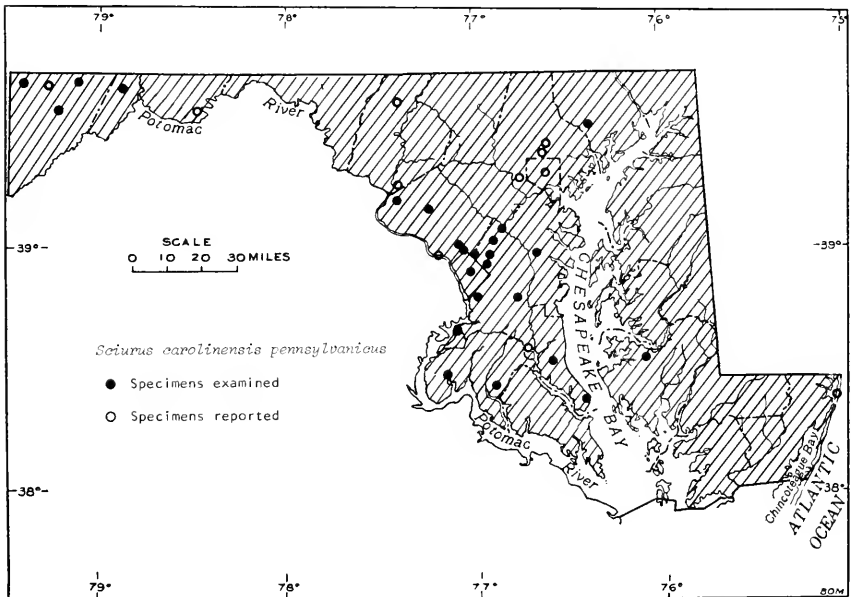 79° 78° 77° 76° 75
Potomac
River
39°
39°
SCALE
0 10 20 30 MILES
CHESAPEAKE BAY
Sciurus carolinensis pennsylvanicus
Specimens examined
Specimens reported
Potomac
River
Chincoteague Bay
ATLANTIC
OCEAN
38°
38°
79° 78° 77° 76° BOM